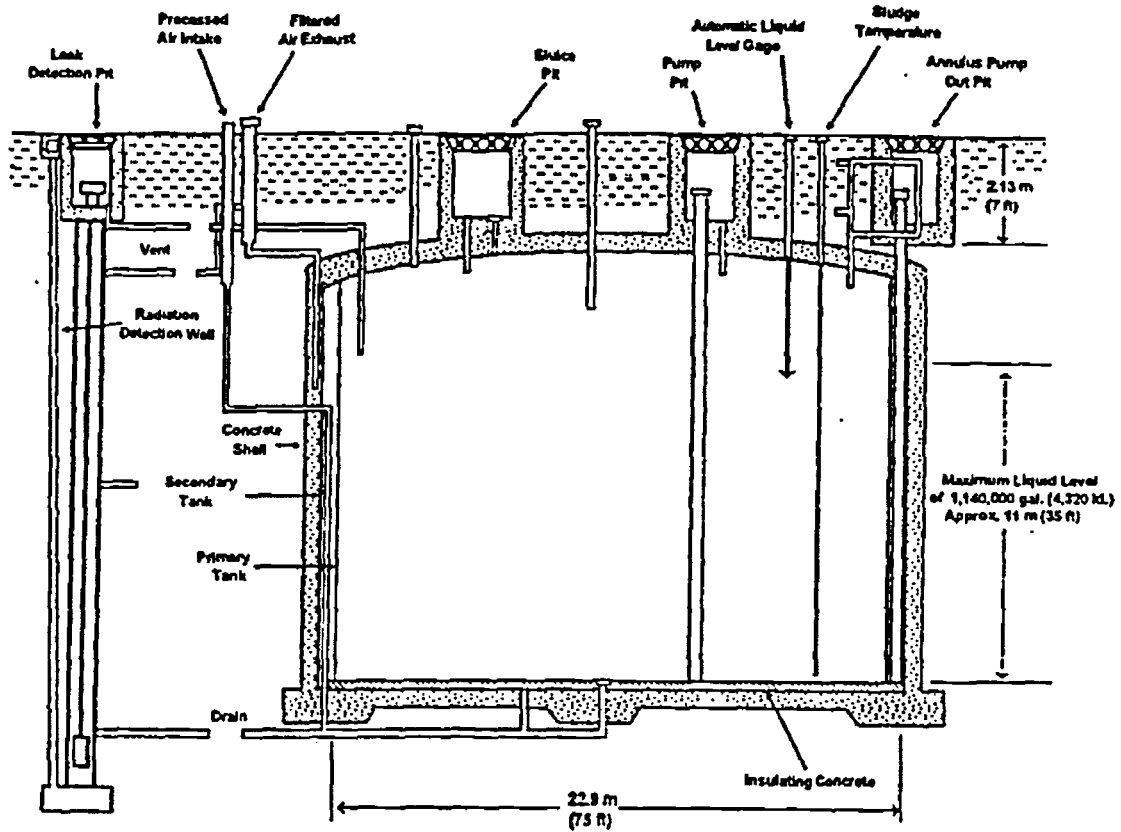 Processed
Air Intake
Filtered
Air Exhaust
Leak
Detection Pit
Sluice
Pit
Pump
Pit
Automatic Liquid
Level Gage
Sludge
Temperature
Annulus Pump
Out Pit
2.13 m
(7 ft)
Vent
Radiation
Detection Well
Concrete
Shell
Secondary
Tank
Primary
Tank
Maximum Liquid Level
of 1,140,000 gal. (4,320 kL)
Approx. 11 m (35 ft)
Drain
Insulating Concrete
22.9 m
(75 ft)